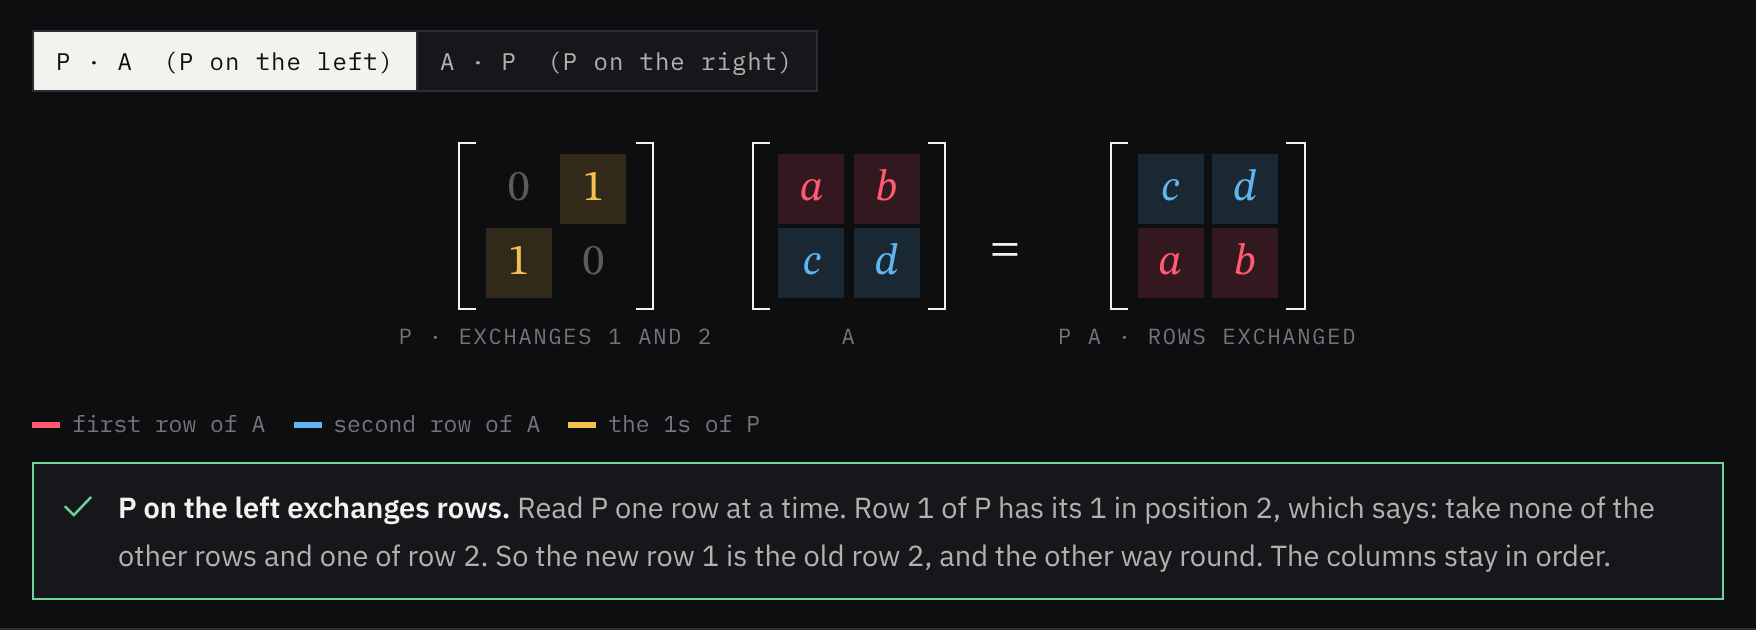 P · A (P on the left) A · P (P on the right)
0 1 a b c d
1 0 c d = a b
P · EXCHANGES 1 AND 2 A P A · ROWS EXCHANGED
first row of A second row of A the 1s of P
P on the left exchanges rows. Read P one row at a time. Row 1 of P has its 1 in position 2, which says: take none of the
other rows and one of row 2. So the new row 1 is the old row 2, and the other way round. The columns stay in order.